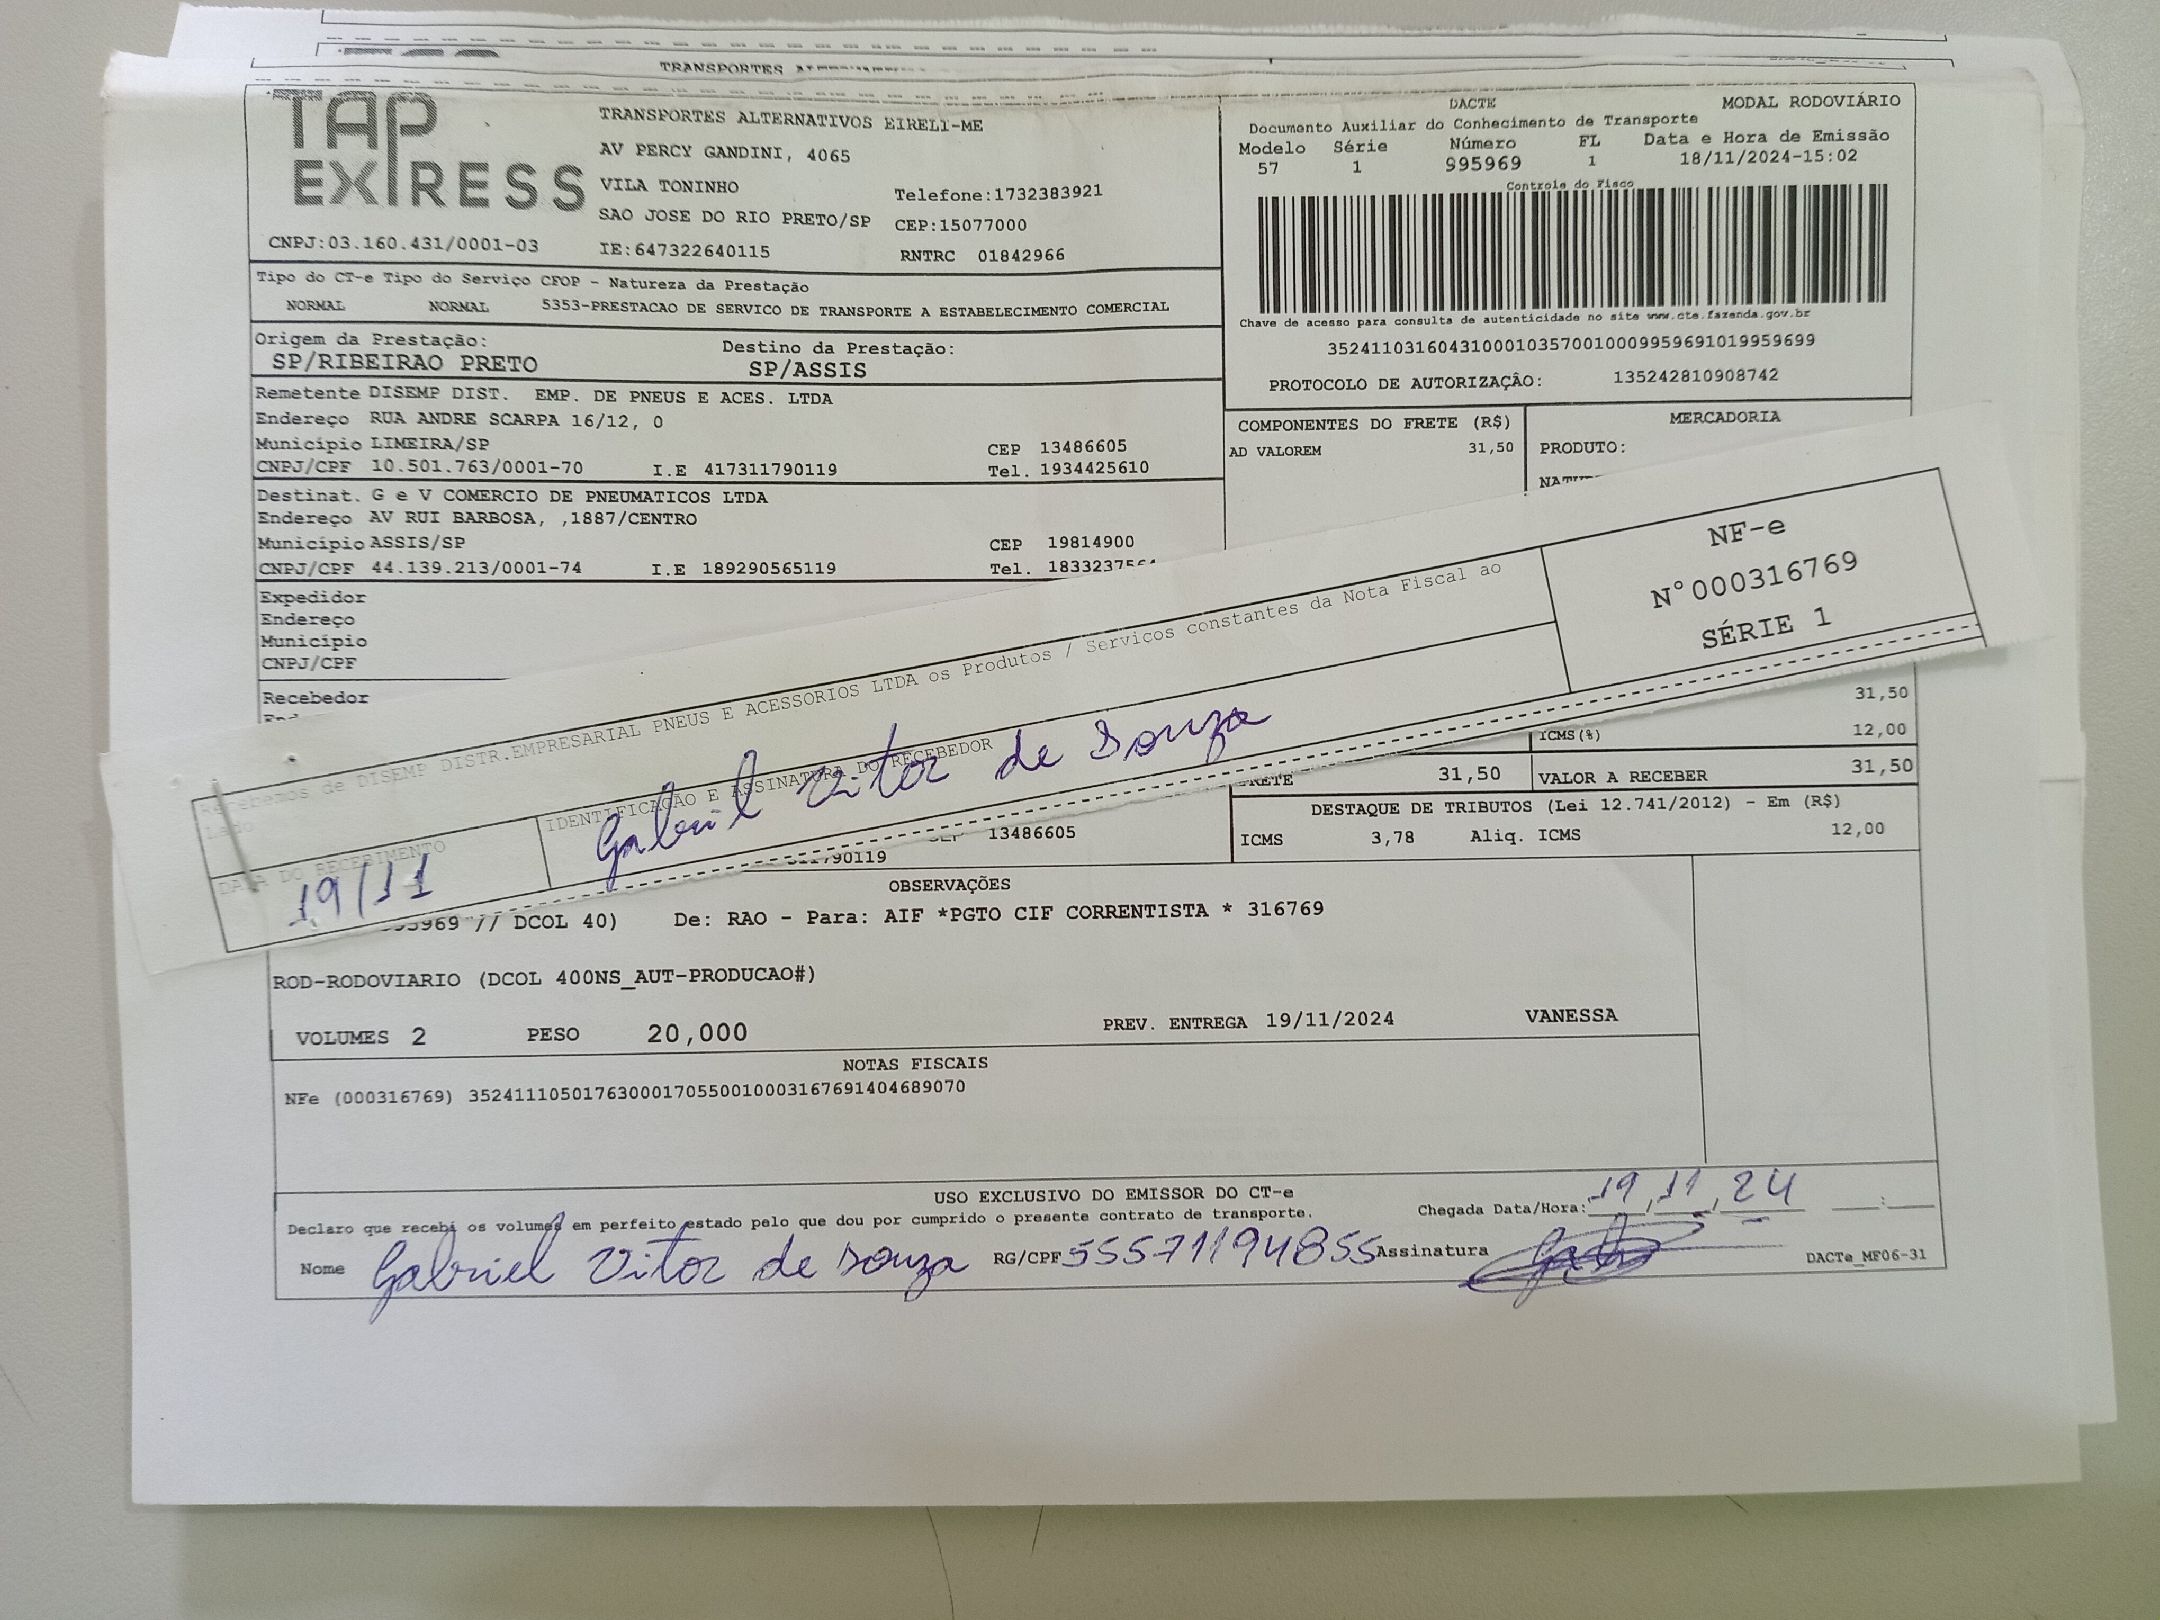 TRANSPORTES
TAP EXPRESS
TRANSPORTES ALTERNATIVOS EIRELI-ME
AV PERCY GANDINI, 4065
VILA TONINHO
Telefone:1732383921
SAO JOSE DO RIO PRETO/SP CEP:15077000
CNPJ:03.160.431/0001-03 IE:647322640115 RNTRC 01842966
DACTE MODAL RODOVIÁRIO
Documento Auxiliar do Conhecimento de Transporte
Modelo Série Número FL Data e Hora de Emissão
57 1 995969 1 18/11/2024-15:02
Controle do Fisco
Chave de acesso para consulta de autenticidade no site www.cte.fazenda.gov.br
35241103160431000103570010009959691019959699
PROTOCOLO DE AUTORIZAÇÂO: 135242810908742
Tipo do CT-e Tipo do Serviço CFOP - Natureza da Prestação
NORMAL NORMAL 5353-PRESTACAO DE SERVICO DE TRANSPORTE A ESTABELECIMENTO COMERCIAL
Origem da Prestação: Destino da Prestação:
SP/RIBEIRAO PRETO SP/ASSIS
Remetente DISEMP DIST. EMP. DE PNEUS E ACES. LTDA
Endereço RUA ANDRE SCARPA 16/12, 0
Município LIMEIRA/SP CEP 13486605
CNPJ/CPF 10.501.763/0001-70 I.E 417311790119 Tel. 1934425610
Destinat. G e V COMERCIO DE PNEUMATICOS LTDA
Endereço AV RUI BARBOSA, ,1887/CENTRO
Município ASSIS/SP CEP 19814900
CNPJ/CPF 44.139.213/0001-74 I.E 189290565119 Tel.
Expedidor
Endereço
Município
CNPJ/CPF
Recebedor
COMPONENTES DO FRETE (R$)
AD VALOREM 31,50
MERCADORIA
PRODUTO:
NF-e
N°000316769
SÉRIE 1
Recebemos de DISEMP DISTR.EMPRESARIAL PNEUS E ACESSORIOS LTDA os Produtos / Serviços constantes da Nota Fiscal ao
DATA DO RECEBIMENTO IDENTIFICAÇÃO E ASSINATURA DO RECEBEDOR
19/11 Gabriel Vitor de Souza
31,50
ICMS(%) 12,00
31,50 VALOR A RECEBER 31,50
DESTAQUE DE TRIBUTOS (Lei 12.741/2012) - Em (R$)
ICMS 3,78 Aliq. ICMS 12,00
13486605
OBSERVAÇÕES
// DCOL 40) De: RAO - Para: AIF *PGTO CIF CORRENTISTA * 316769
ROD-RODOVIARIO (DCOL 400NS_AUT-PRODUCAO#)
VOLUMES 2 PESO 20,000 PREV. ENTREGA 19/11/2024 VANESSA
NOTAS FISCAIS
NFe (000316769) 35241110501763000170550010003167691404689070
USO EXCLUSIVO DO EMISSOR DO CT-e
Declaro que recebi os volumes em perfeito estado pelo que dou por cumprido o presente contrato de transporte. Chegada Data/Hora: 19/11/24 :
Nome Gabriel Vitor de Souza RG/CPF 55571194855 Assinatura DACTe_MF06-31